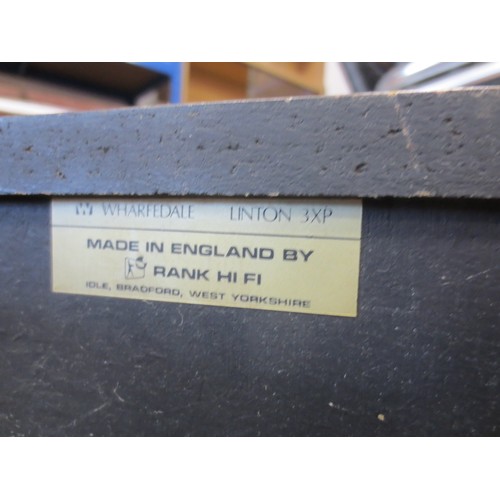 WHARFEDALE LINTON 3XP
MADE IN ENGLAND BY
RANK HI FI
IDLE, BRADFORD, WEST YORKSHIRE